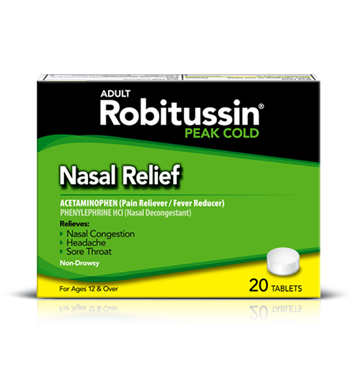 ADULT
Robitussin®
PEAK COLD
Nasal Relief
ACETAMINOPHEN (Pain Reliever / Fever Reducer)
PHENYLEPHRINE HCl (Nasal Decongestant)
Relieves:
Nasal Congestion
Headache
Sore Throat
Non-Drowsy
For Ages 12 & Over
20 TABLETS